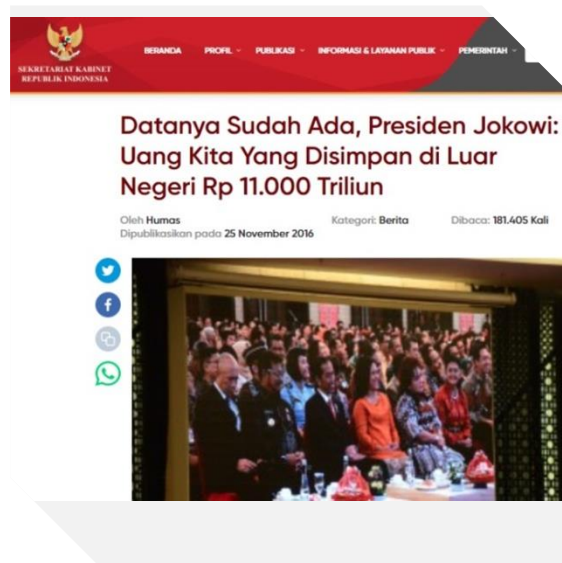 SEKRETARIAT KABINET
REPUBLIK INDONESIA
BERANDA PROFIL PUBLIKASI INFORMASI & LAYANAN PUBLIK PEMERINTAH
Datanya Sudah Ada, Presiden Jokowi:
Uang Kita Yang Disimpan di Luar
Negeri Rp 11.000 Triliun
Oleh Humas Kategori: Berita Dibaca: 181.405 Kali
Dipublikasikan pada 25 November 2016